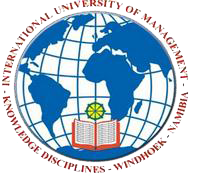 INTERNATIONAL UNIVERSITY OF MANAGEMENT -
KNOWLEDGE DISCIPLINES - WINDHOEK - NAMIBIA -